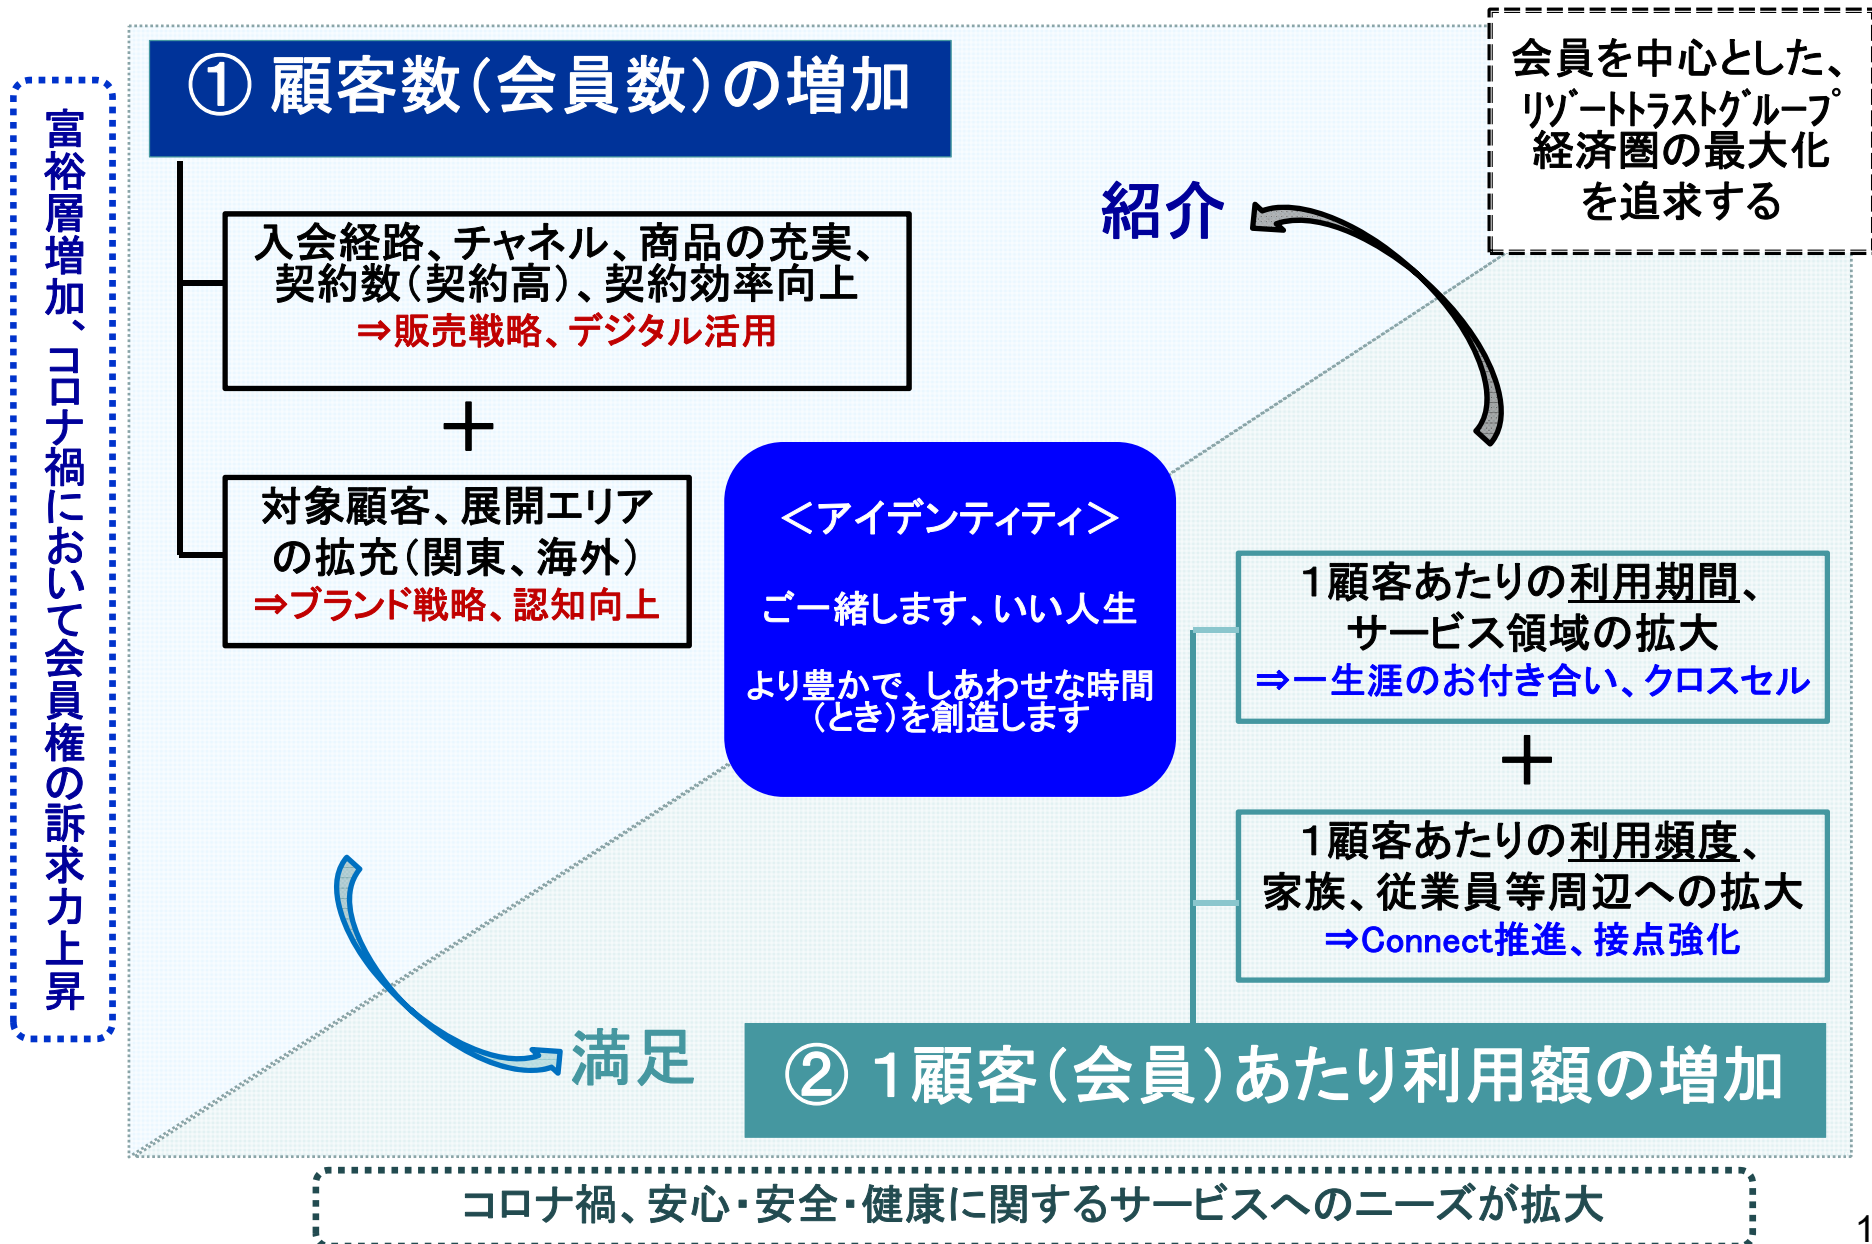 ① 顧客数(会員数)の増加
会員を中心とした、
リゾートトラストグループ
経済圏の最大化
を追求する
富裕層増加、コロナ禍において会員権の訴求力上昇
紹介
入会経路、チャネル、商品の充実、
契約数(契約高)、契約効率向上
⇒販売戦略、デジタル活用
＋
対象顧客、展開エリア
の拡充(関東、海外)
⇒ブランド戦略、認知向上
＜アイデンティティ＞
ご一緒します、いい人生
より豊かで、しあわせな時間
(とき)を創造します
1顧客あたりの利用期間、
サービス領域の拡大
⇒一生涯のお付き合い、クロスセル
＋
1顧客あたりの利用頻度、
家族、従業員等周辺への拡大
⇒Connect推進、接点強化
満足
② 1顧客(会員)あたり利用額の増加
コロナ禍、安心・安全・健康に関するサービスへのニーズが拡大
1